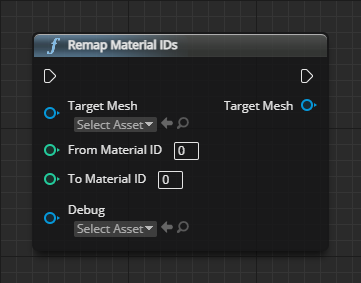 Remap Material IDs
Target Mesh
Target Mesh
Select Asset
From Material ID 0
To Material ID 0
Debug
Select Asset